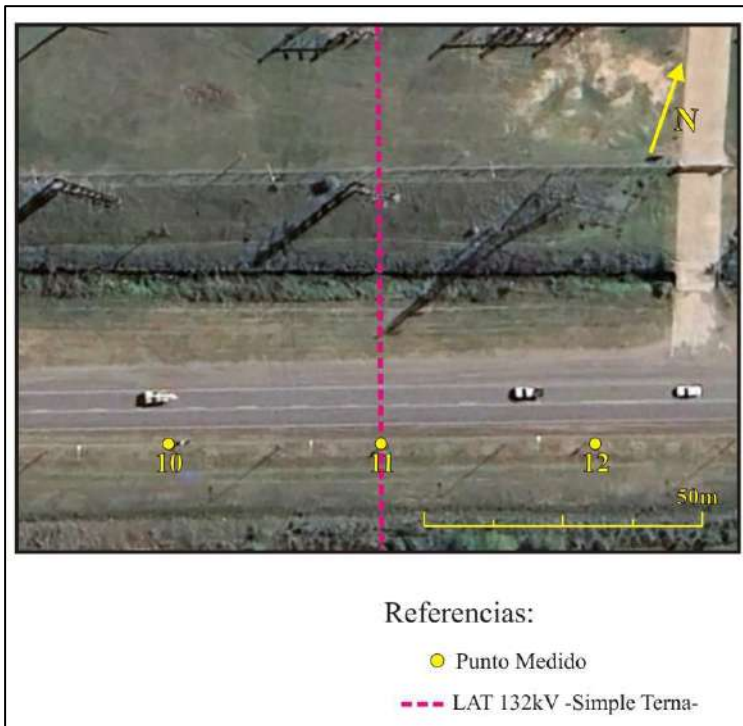 N
10 11 12
50m
Referencias:
Punto Medido
LAT 132kV -Simple Terna-